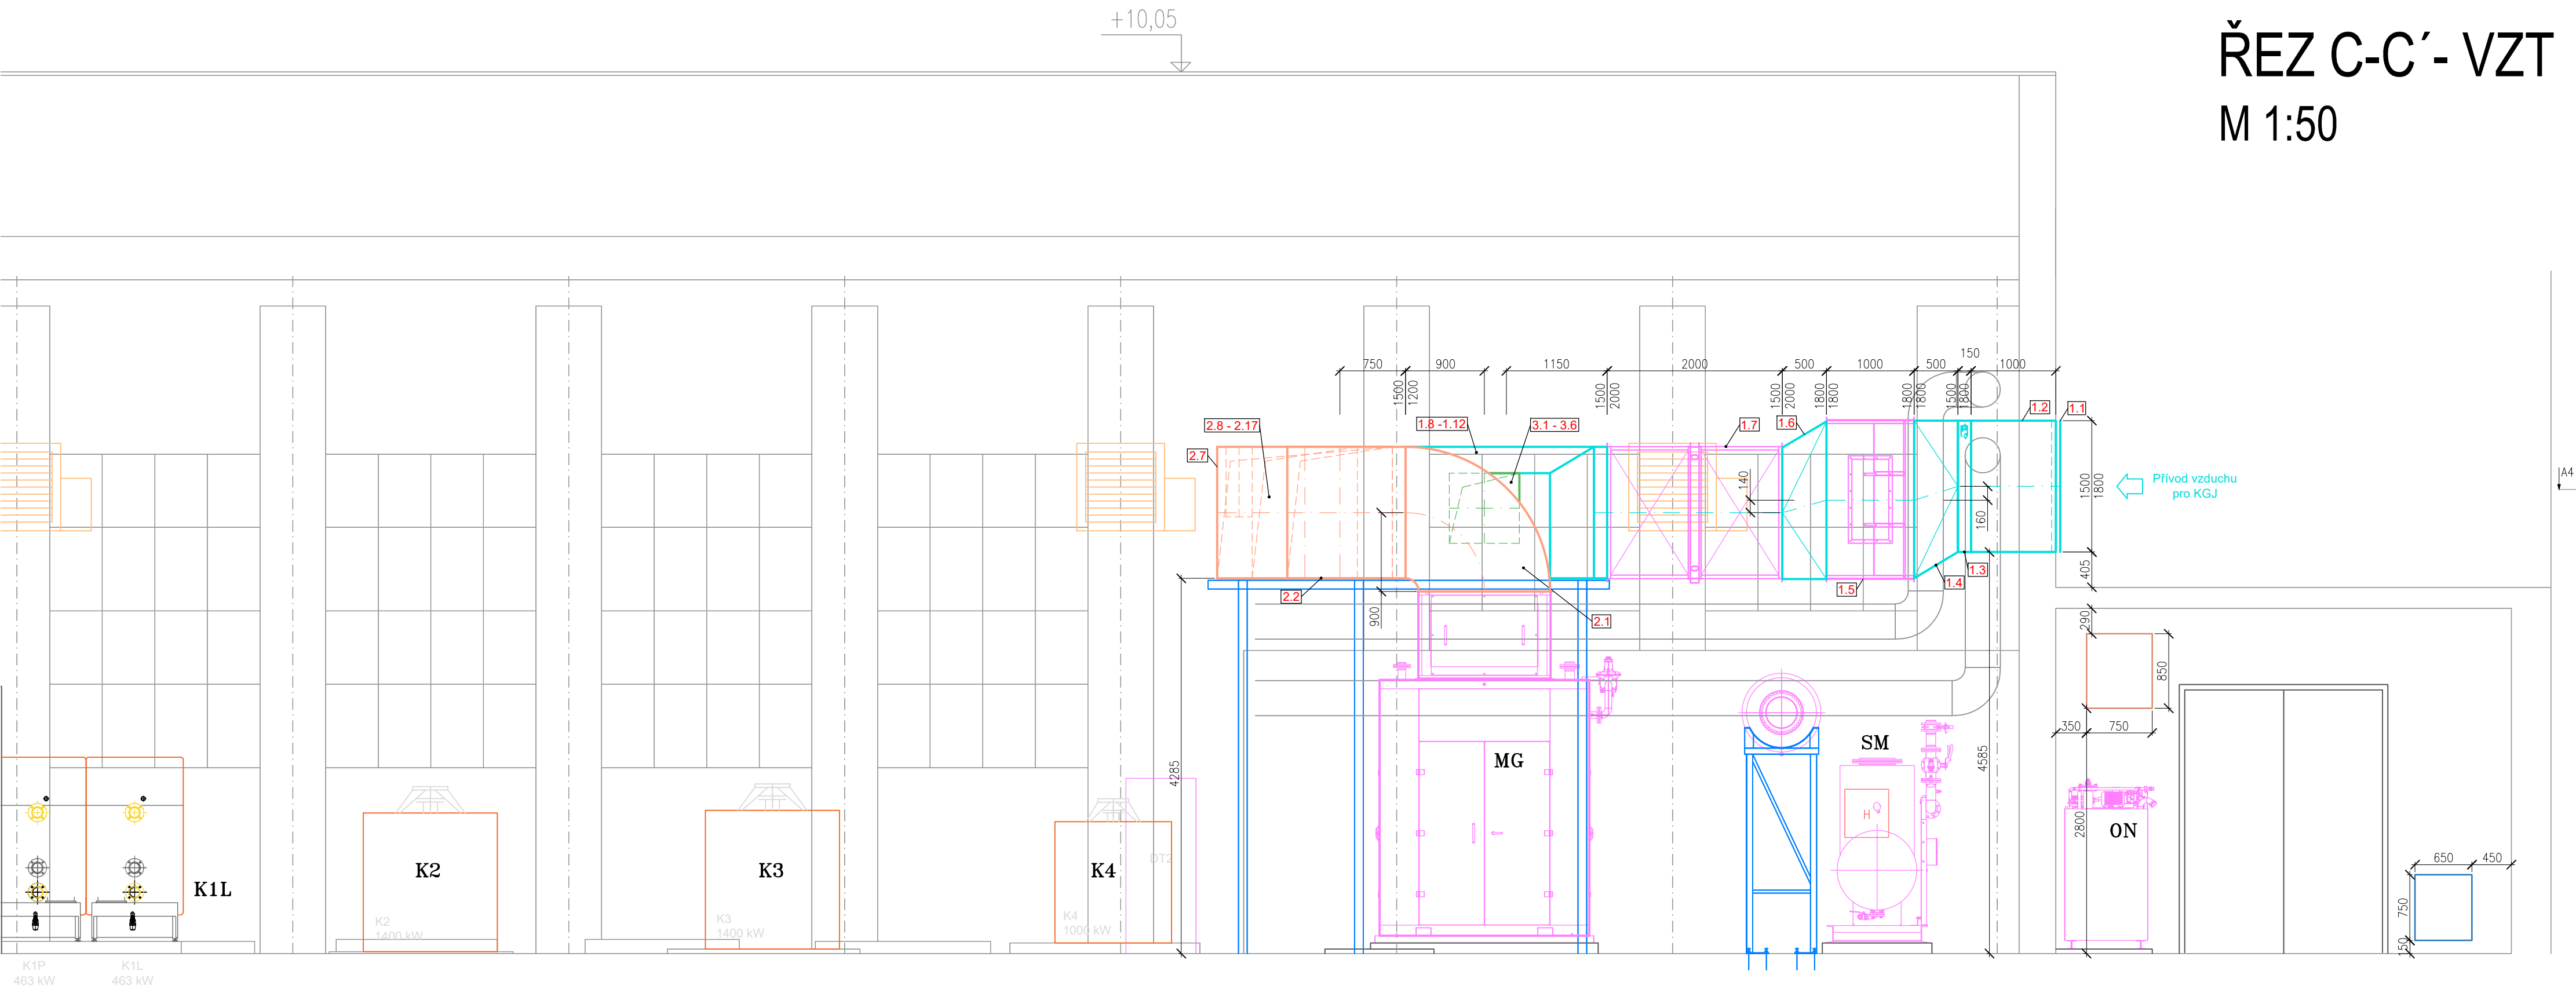 +10,05
ŘEZ C-C´- VZT
M 1:50
750
900
1150
2000
500
1000
500
150
1000
1500
1200
1500
2000
1500
2000
1800
1800
1800
1800
1500
1800
2.8 - 2.17
1.8 -1.12
3.1 - 3.6
1.7
1.6
1.2
1.1
2.7
140
160
1500
1800
Přívod vzduchu
pro KGJ
A4
405
2.2
900
2.1
1.5
1.4
1.3
290
850
350
750
4285
4585
2800
MG
SM
H
ON
K1L
K2
K3
K4
DT2
K2
1400 kW
K3
1400 kW
K4
1000 kW
650
450
750
150
K1P
463 kW
K1L
463 kW